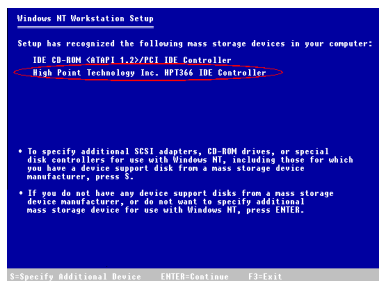 Windows NT Workstation Setup
Setup has recognized the following mass storage devices in your computer:
IDE CD-ROM (ATAPI 1.2)/PCI IDE Controller
High Point Technology Inc. HPT366 IDE Controller
• To specify additional SCSI adapters, CD-ROM drives, or special
disk controllers for use with Windows NT, including those for which
you have a device support disk from a mass storage device
manufacturer, press S.
• If you do not have any device support disks from a mass storage
device manufacturer, or do not want to specify additional
mass storage device for use with Windows NT, press ENTER.
S=Specify Additional Device ENTER=Continue F3=Exit